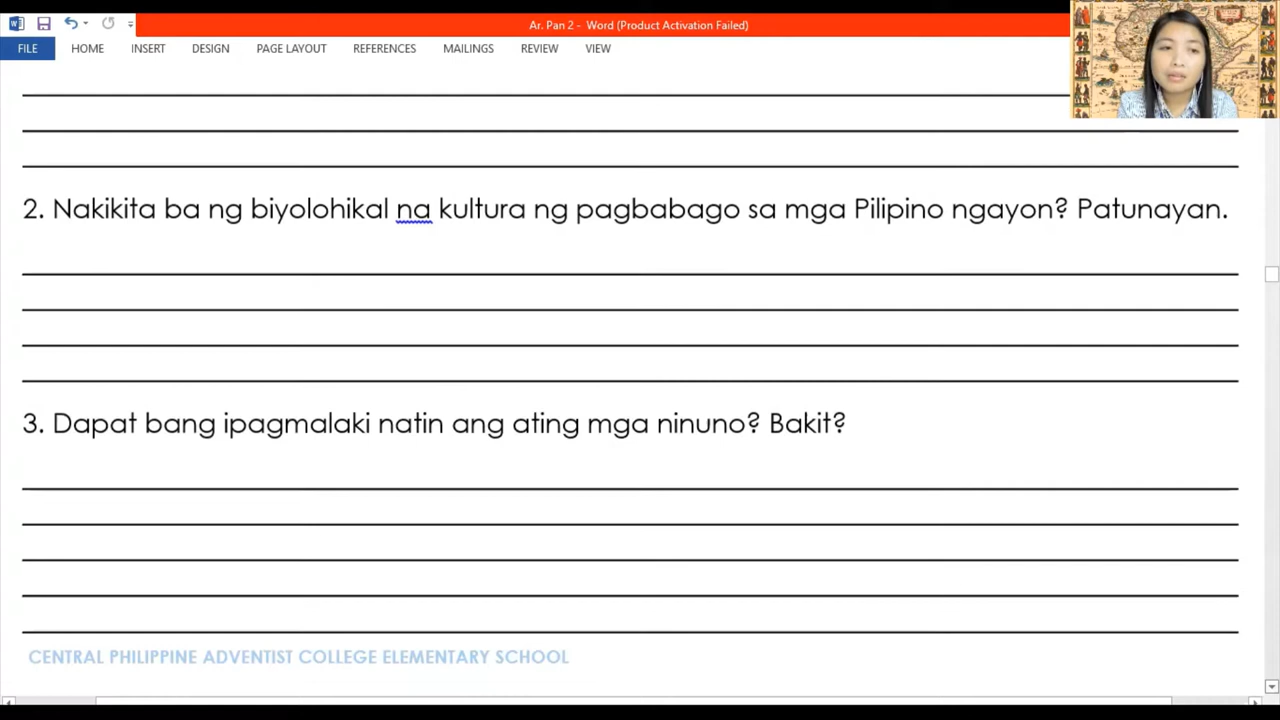 Ar. Pan 2 - Word (Product Activation Failed)
FILE HOME INSERT DESIGN PAGE LAYOUT REFERENCES MAILINGS REVIEW VIEW
2. Nakikita ba ng biyolohikal na kultura ng pagbabago sa mga Pilipino ngayon? Patunayan.
3. Dapat bang ipagmalaki natin ang ating mga ninuno? Bakit?
CENTRAL PHILIPPINE ADVENTIST COLLEGE ELEMENTARY SCHOOL